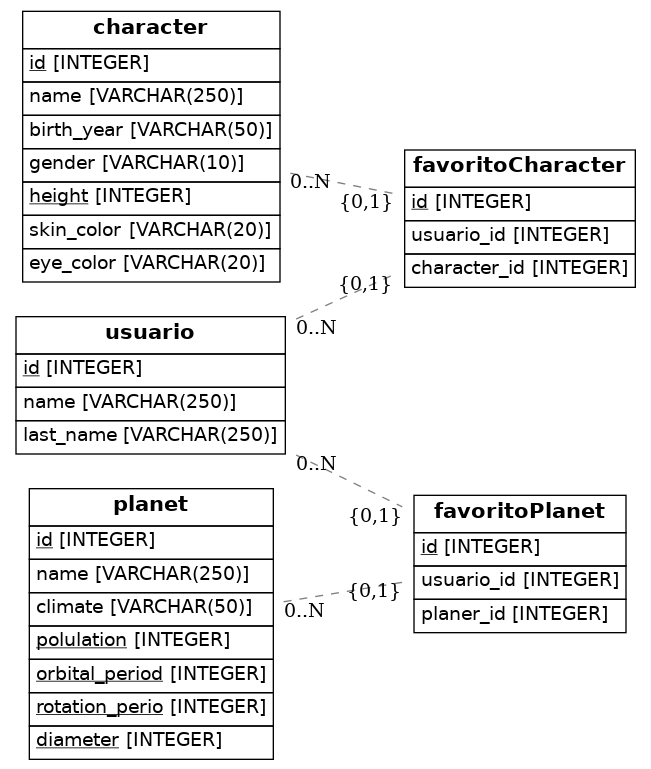 character
id [INTEGER]
name [VARCHAR(250)]
birth_year [VARCHAR(50)]
gender [VARCHAR(10)]
height [INTEGER]
skin_color [VARCHAR(20)]
eye_color [VARCHAR(20)]
0..N
{0,1}
favoritoCharacter
id [INTEGER]
usuario_id [INTEGER]
character_id [INTEGER]
{0,1}
0..N
usuario
id [INTEGER]
name [VARCHAR(250)]
last_name [VARCHAR(250)]
0..N
{0,1}
planet
id [INTEGER]
name [VARCHAR(250)]
climate [VARCHAR(50)]
polulation [INTEGER]
orbital_period [INTEGER]
rotation_perio [INTEGER]
diameter [INTEGER]
0..N
{0,1}
favoritoPlanet
id [INTEGER]
usuario_id [INTEGER]
planer_id [INTEGER]